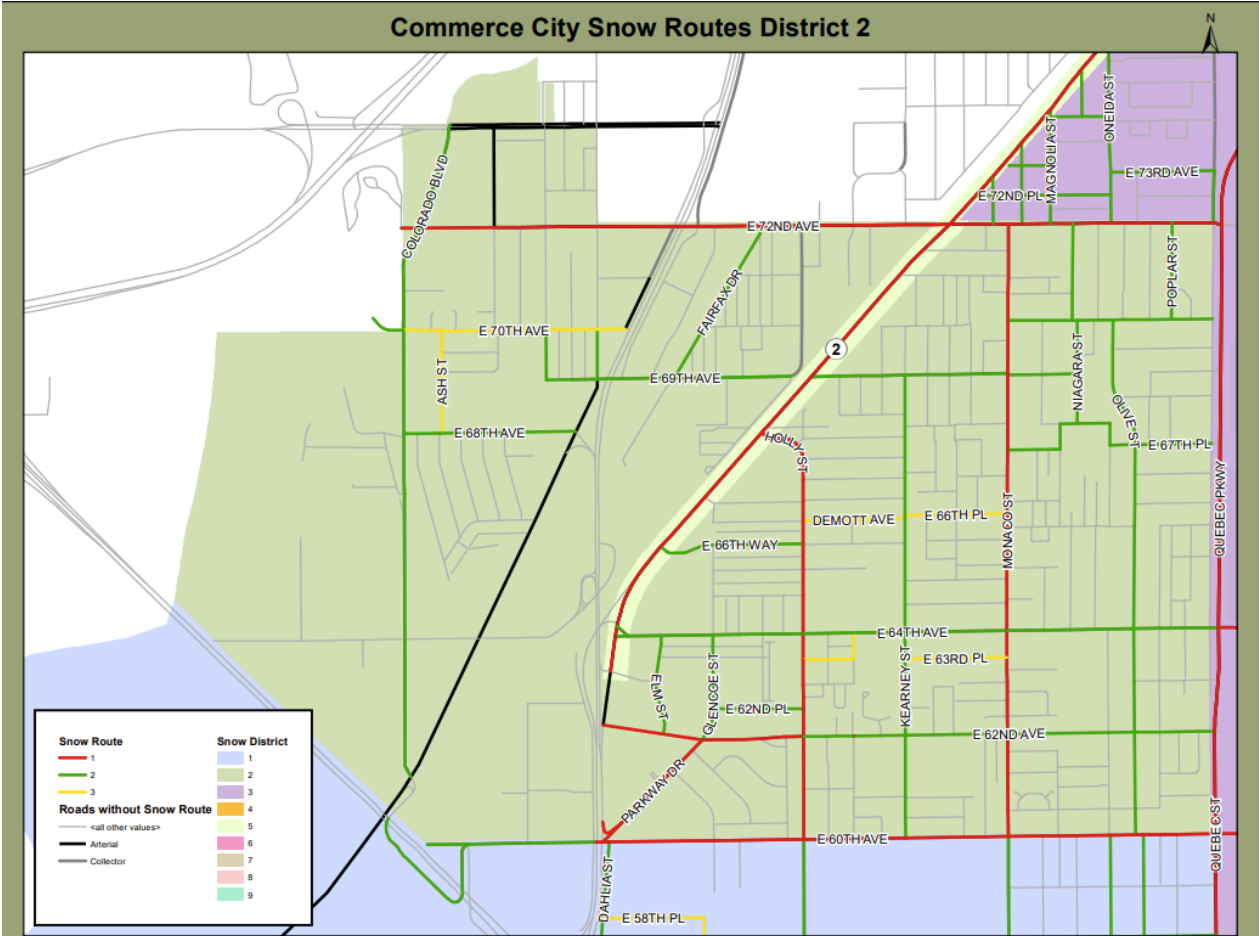 Commerce City Snow Routes District 2
N
ONEIDA ST
MAGNOLIA ST
COLORADO BLVD
E 73RD AVE
E 72ND PL
E 72ND AVE
POPLAR ST
FAIRFAX DR
E 70TH AVE
2
ASH ST
E 69TH AVE
NIAGARA ST
OLIVE ST
E 68TH AVE
HOLLY ST
E 67TH PL
QUEBEC PKWY
MONACO ST
DEMOTT AVE
E 66TH PL
E 66TH WAY
E 64TH AVE
KEARNEY ST
E 63RD PL
ELM ST
GLENCOE ST
E 62ND PL
E 62ND AVE
PARKWAY DR
E 60TH AVE
QUEBEC ST
DAHLIA ST
E 58TH PL
Snow Route
1
2
3
Roads without Snow Route
<all other values>
Arterial
Collector
Snow District
1
2
3
4
5
6
7
8
9